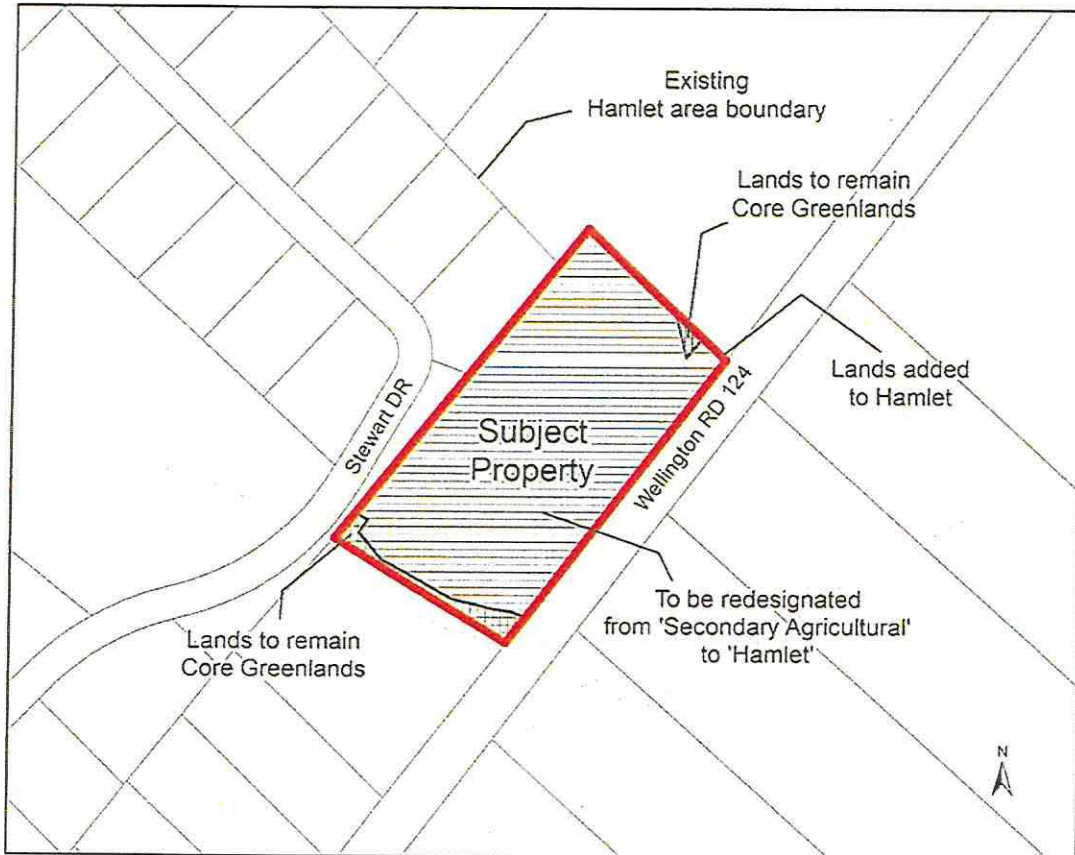 Existing
Hamlet area boundary
Lands to remain
Core Greenlands
Lands added
to Hamlet
Stewart DR
Subject
Property
Wellington RD 124
To be redesignated
from 'Secondary Agricultural'
to 'Hamlet'
Lands to remain
Core Greenlands
N